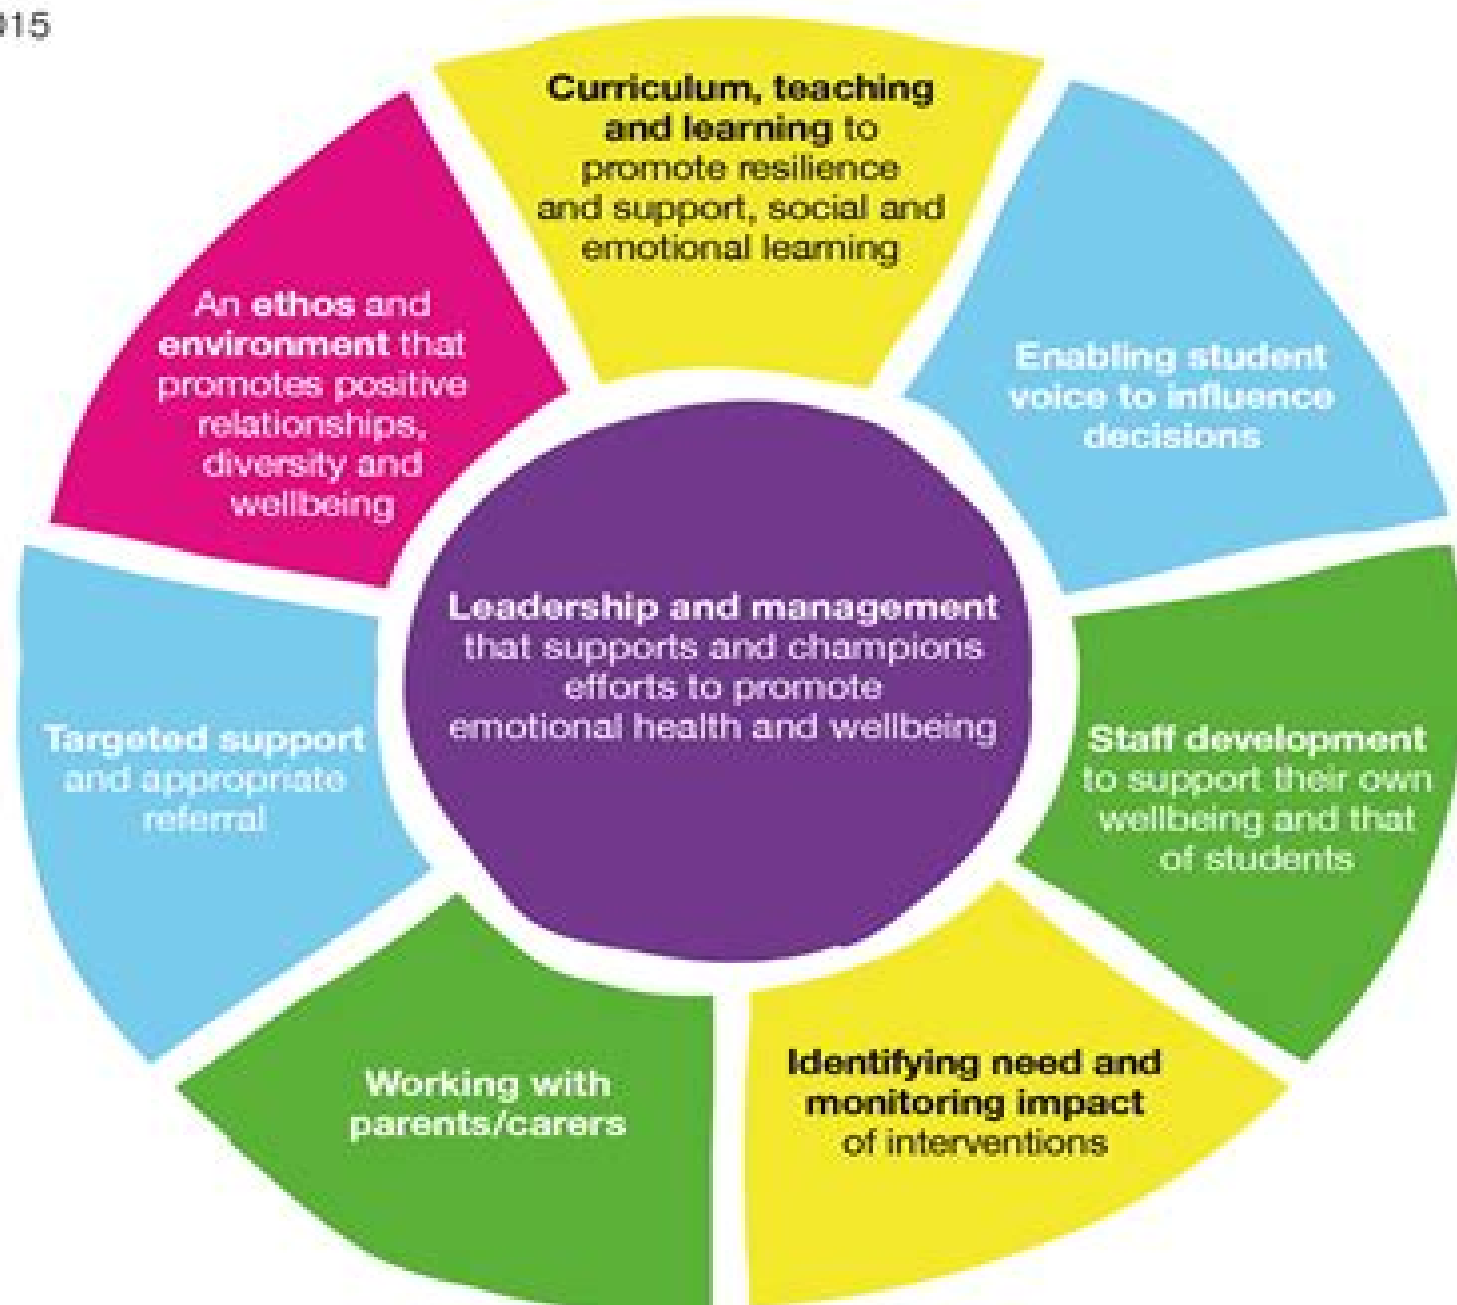 015
Curriculum, teaching
and learning to
promote resilience
and support, social and
emotional learning
Enabling student
voice to influence
decisions
Staff development
to support their own
wellbeing and that
of students
Identifying need and
monitoring impact
of interventions
Working with
parents/carers
Targeted support
and appropriate
referral
An ethos and
environment that
promotes positive
relationships,
diversity and
wellbeing
Leadership and management
that supports and champions
efforts to promote
emotional health and wellbeing